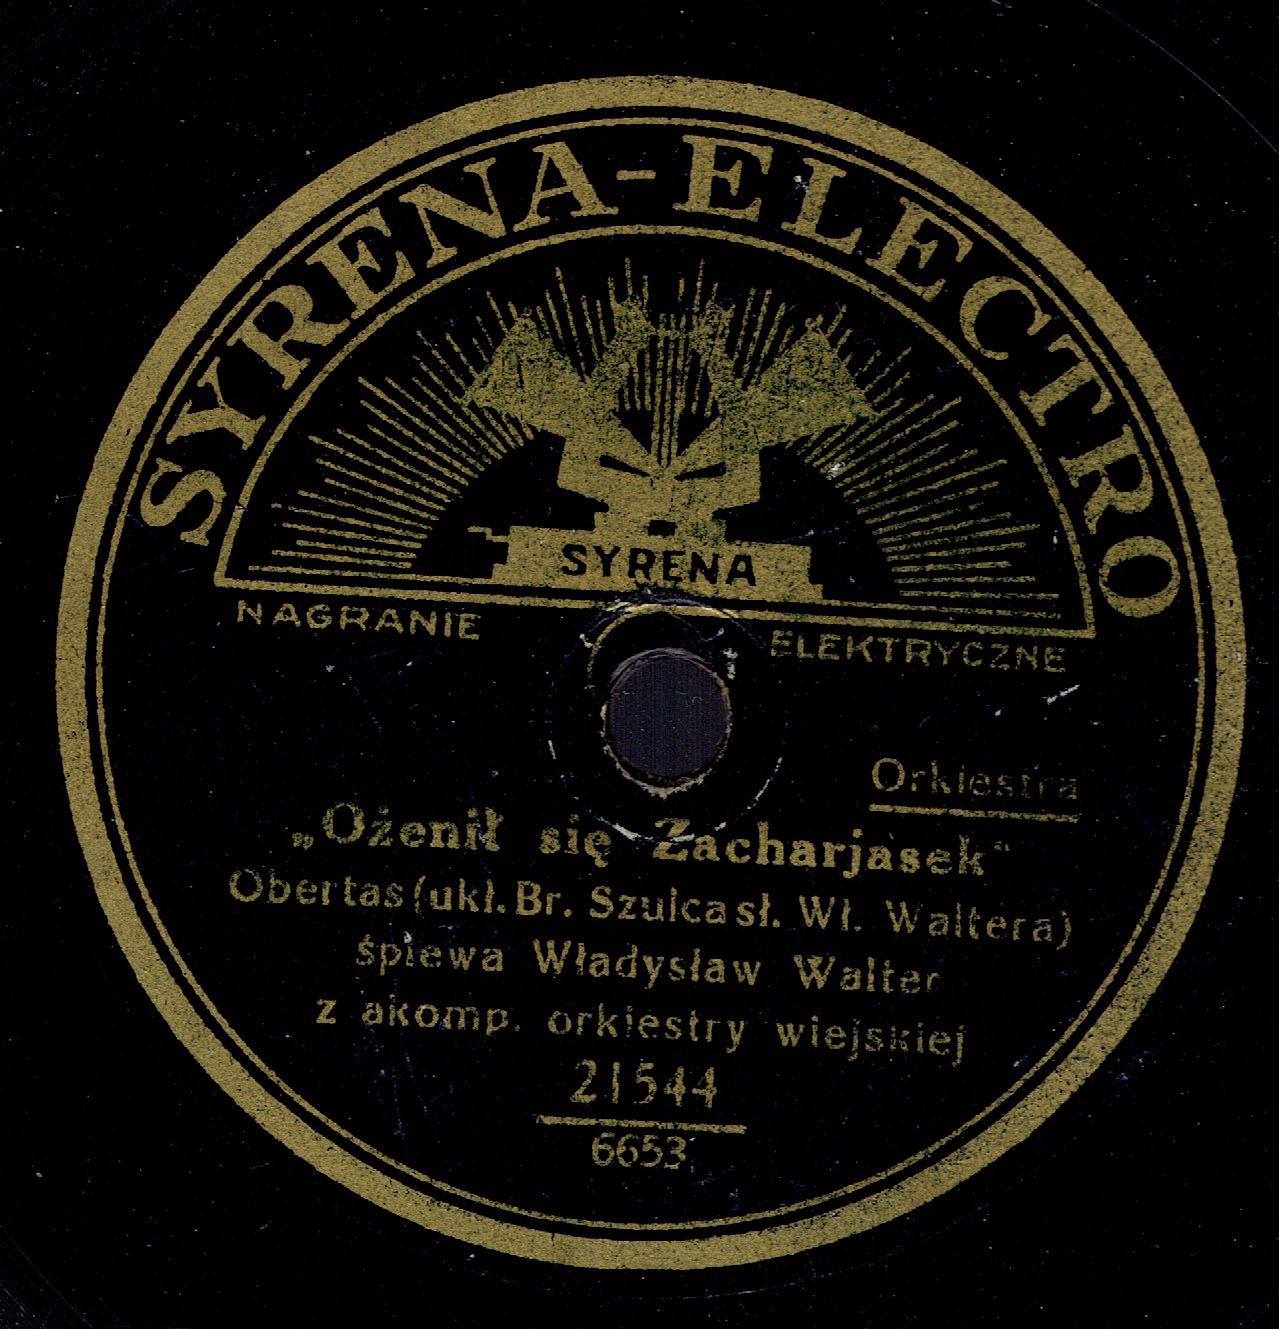 SYRENA-ELECTRO
SYRENA
NAGRANIE ELEKTRYCZNE
Orkiestra
„Ożenił się Zacharjasek“
Obertas (ukł. Br. Szulca sł. Wł. Waltera)
śpiewa Władysław Walter
z akomp. orkiestry wiejskiej
21544
6653